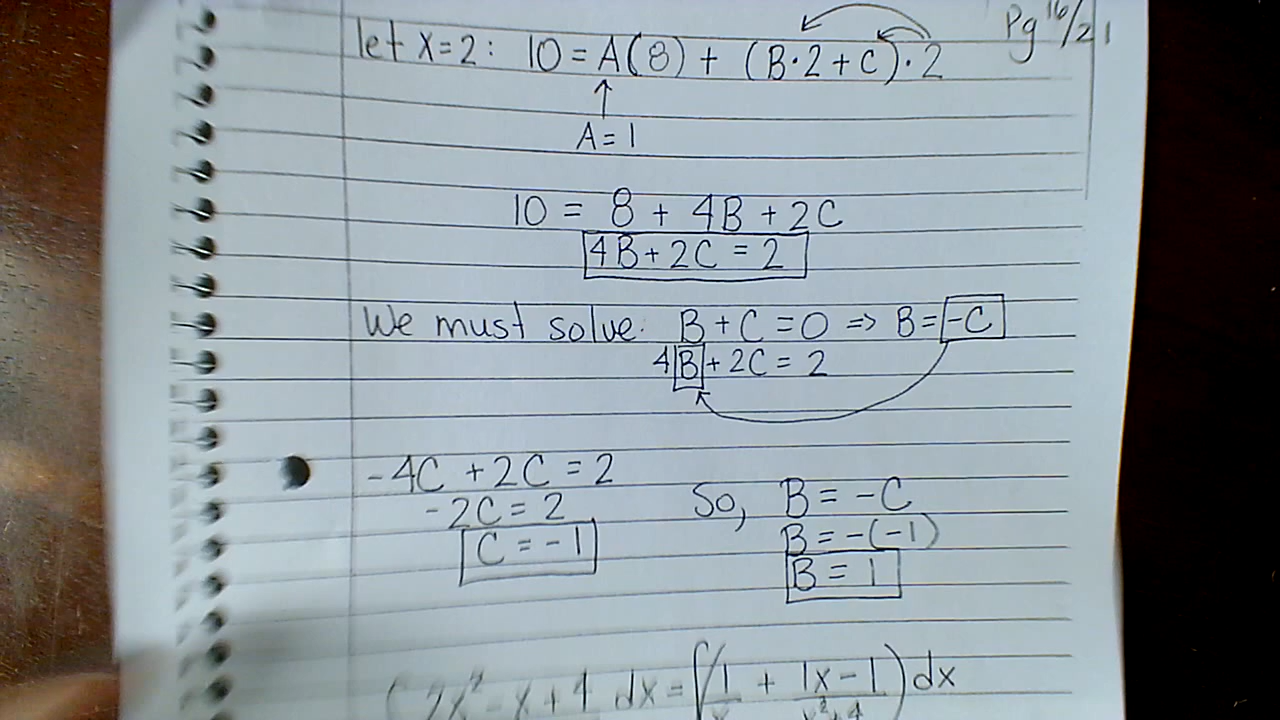 Pg 16/21
let x=2: 10 = A(8) + (B·2+C)·2
A=1
10 = 8 + 4B + 2C
4B+2C = 2
We must solve: B+C=0 => B=-C
4B+2C=2
-4C +2C = 2
-2C = 2
C = -1
So, B = -C
B = -(-1)
B = 1
∫ 2x²-x+4 dx = ∫(1/x + 1x-1/x²+4) dx